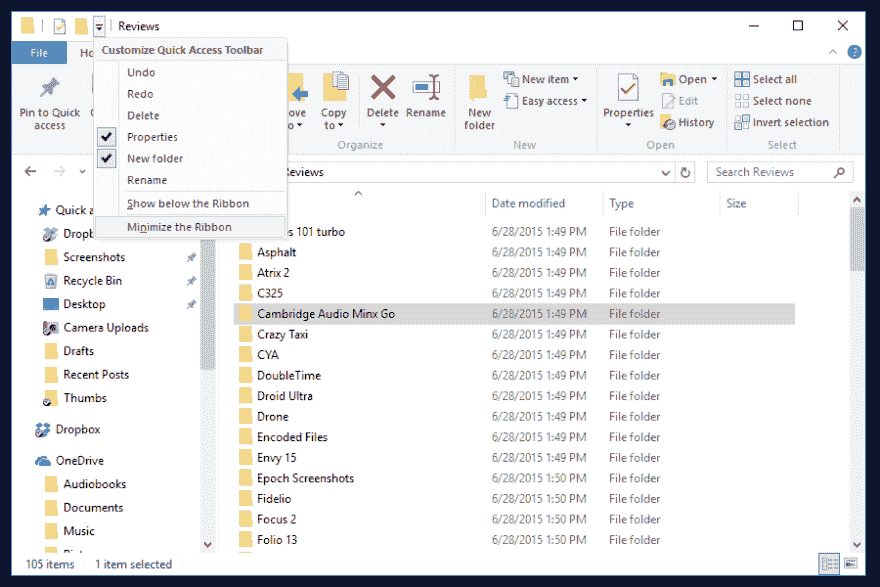 Reviews
File
Customize Quick Access Toolbar
Undo
Redo
Delete
Properties
New folder
Rename
Show below the Ribbon
Minimize the Ribbon
Pin to Quick access
Copy to
Delete
Rename
Organize
New folder
New item
Easy access
New
Properties
Open
Edit
History
Open
Select all
Select none
Invert selection
Select
Reviews
Search Reviews
Date modified Type Size
Quick a
Dropb
Screenshots
Recycle Bin
Desktop
Camera Uploads
Drafts
Recent Posts
Thumbs
Dropbox
OneDrive
Audiobooks
Documents
Music
101 turbo 6/28/2015 1:49 PM File folder
Asphalt 6/28/2015 1:49 PM File folder
Atrix 2 6/28/2015 1:49 PM File folder
C325 6/28/2015 1:49 PM File folder
Cambridge Audio Minx Go 6/28/2015 1:49 PM File folder
Crazy Taxi 6/28/2015 1:49 PM File folder
CYA 6/28/2015 1:49 PM File folder
DoubleTime 6/28/2015 1:49 PM File folder
Droid Ultra 6/28/2015 1:49 PM File folder
Drone 6/28/2015 1:49 PM File folder
Encoded Files 6/28/2015 1:49 PM File folder
Envy 15 6/28/2015 1:49 PM File folder
Epoch Screenshots 6/28/2015 1:50 PM File folder
Fidelio 6/28/2015 1:50 PM File folder
Focus 2 6/28/2015 1:50 PM File folder
Folio 13 6/28/2015 1:50 PM File folder
105 items 1 item selected